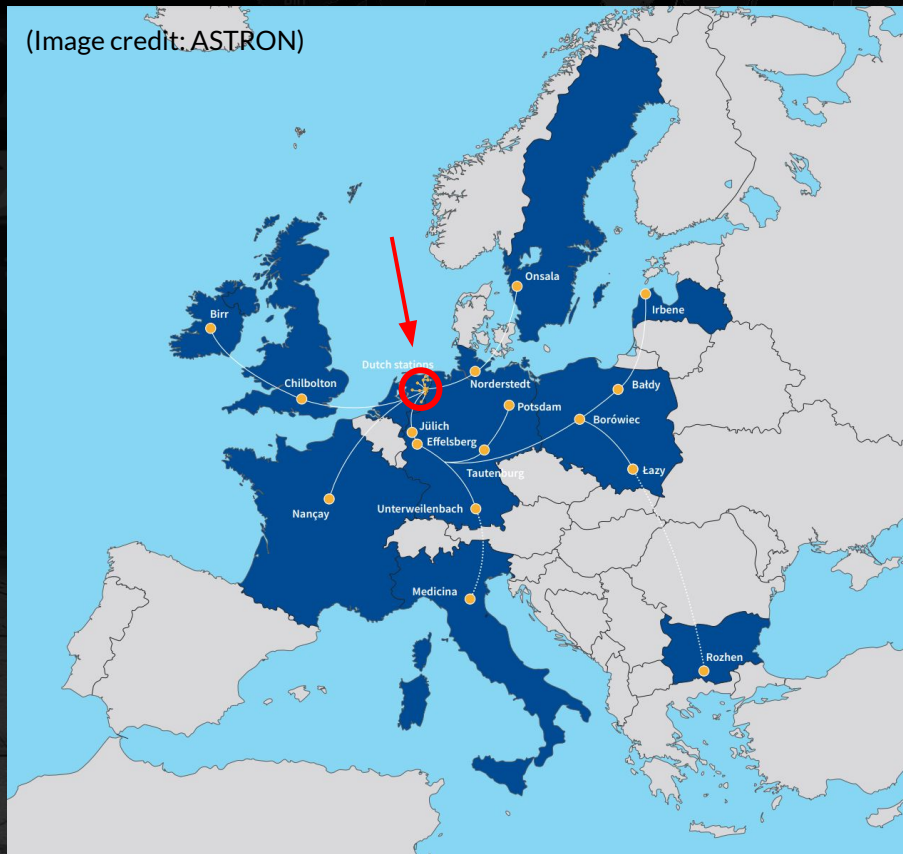 (Image credit: ASTRON)
Onsala
Irbene
Birr
Dutch stations
Chilbolton
Norderstedt
Bałdy
Potsdam
Borówiec
Jülich
Effelsberg
Tautenburg
Łazy
Nançay
Unterweilenbach
Medicina
Rozhen